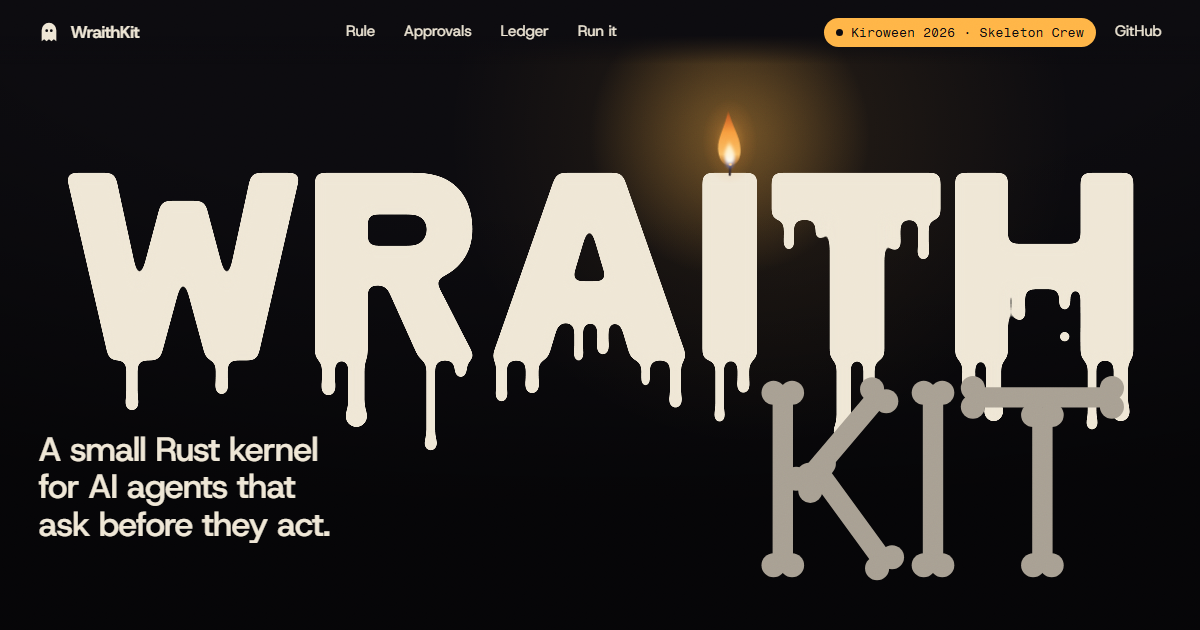 WraithKit
Rule
Approvals
Ledger
Run it
Kiroween 2026 · Skeleton Crew
GitHub
WRAITH
KIT
A small Rust kernel
for AI agents that
ask before they act.